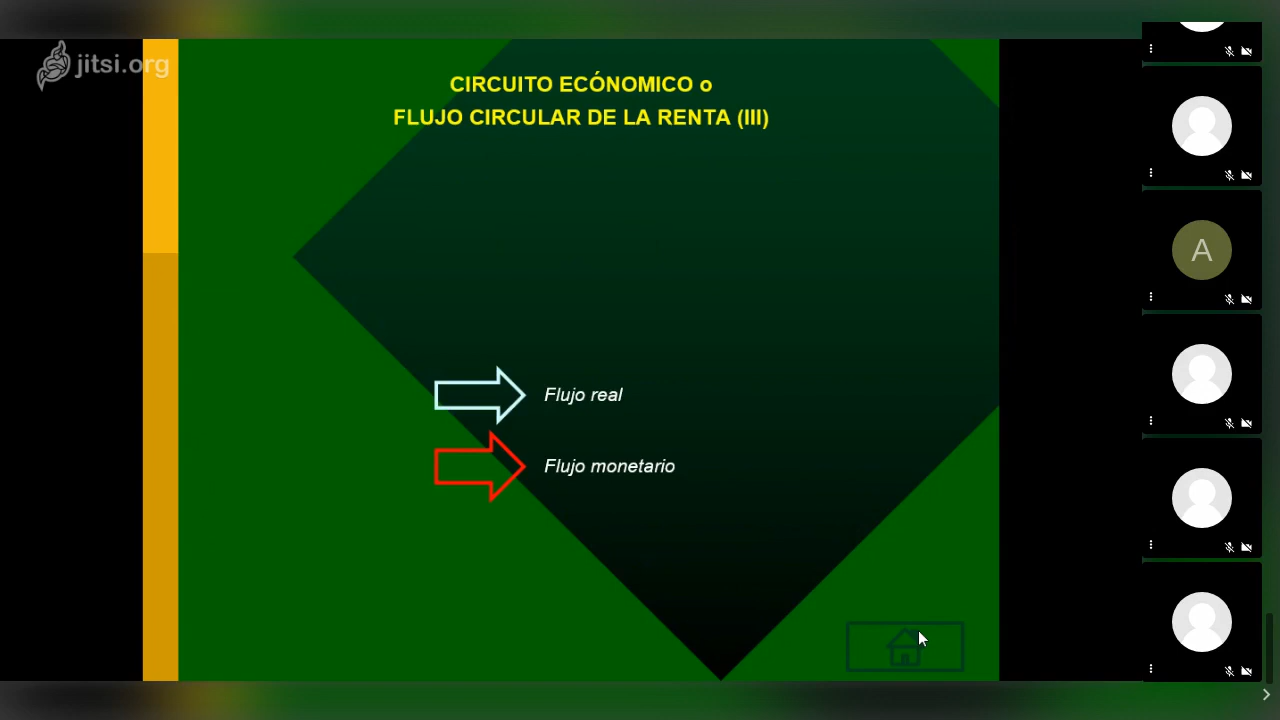 jitsi.org
CIRCUITO ECÓNOMICO o
FLUJO CIRCULAR DE LA RENTA (III)
Flujo real
Flujo monetario
A